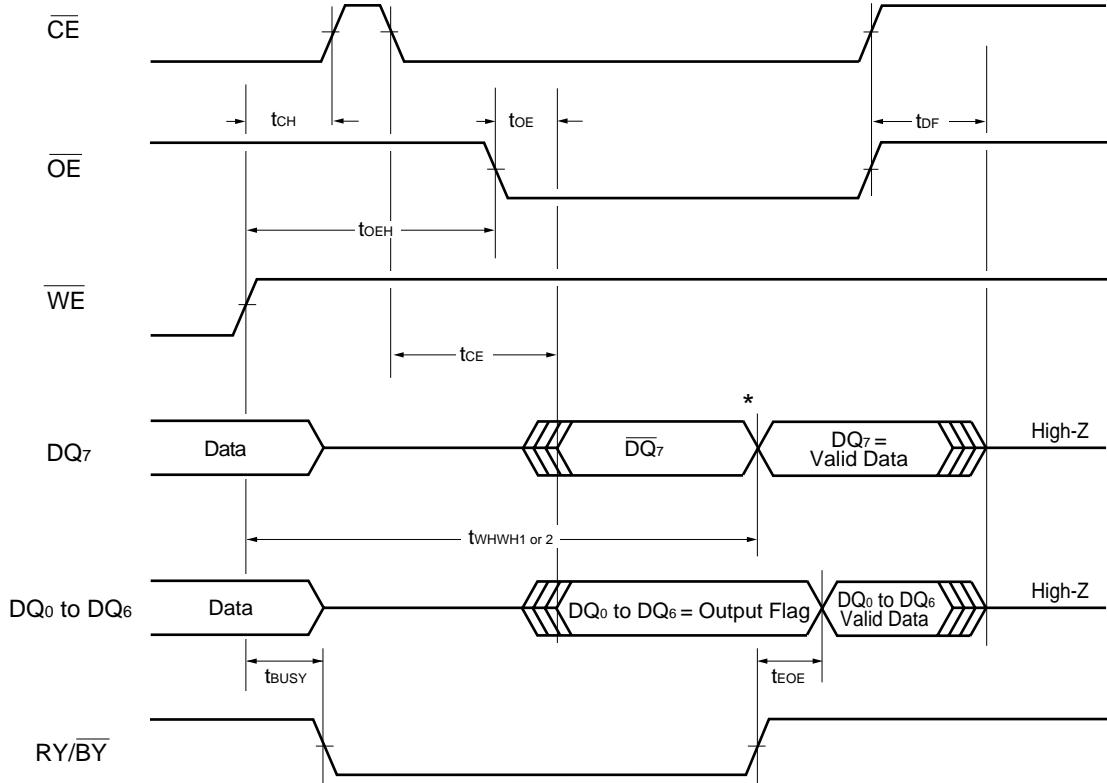 CE
tCH
tOE
tDF
OE
tOEH
WE
tCE
*
DQ7
Data
DQ7
DQ7 =
Valid Data
High-Z
tWHWH1 or 2
DQ0 to DQ6
Data
DQ0 to DQ6 = Output Flag
DQ0 to DQ6
Valid Data
High-Z
tBUSY
tEOE
RY/BY